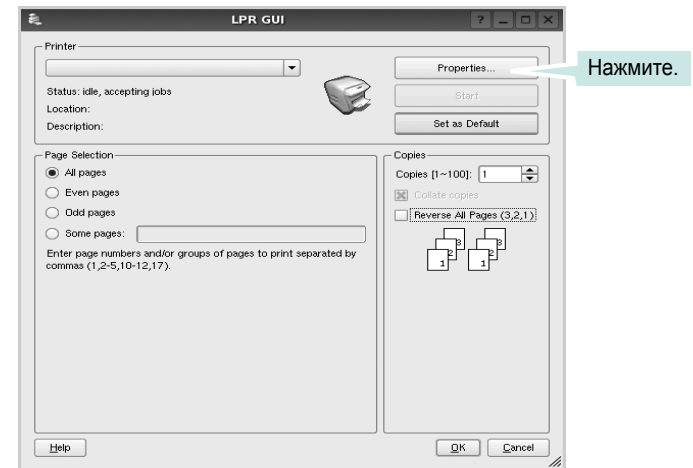 LPR GUI
Printer
Properties...
Нажмите.
Status: idle, accepting jobs
Start
Location:
Description:
Set as Default
Page Selection
All pages
Even pages
Odd pages
Some pages:
Enter page numbers and/or groups of pages to print separated by
commas (1,2-5,10-12,17).
Copies
Copies [1~100]: 1
Collate copies
Reverse All Pages (3,2,1)
3 3
2 2
1 1
Help
OK
Cancel